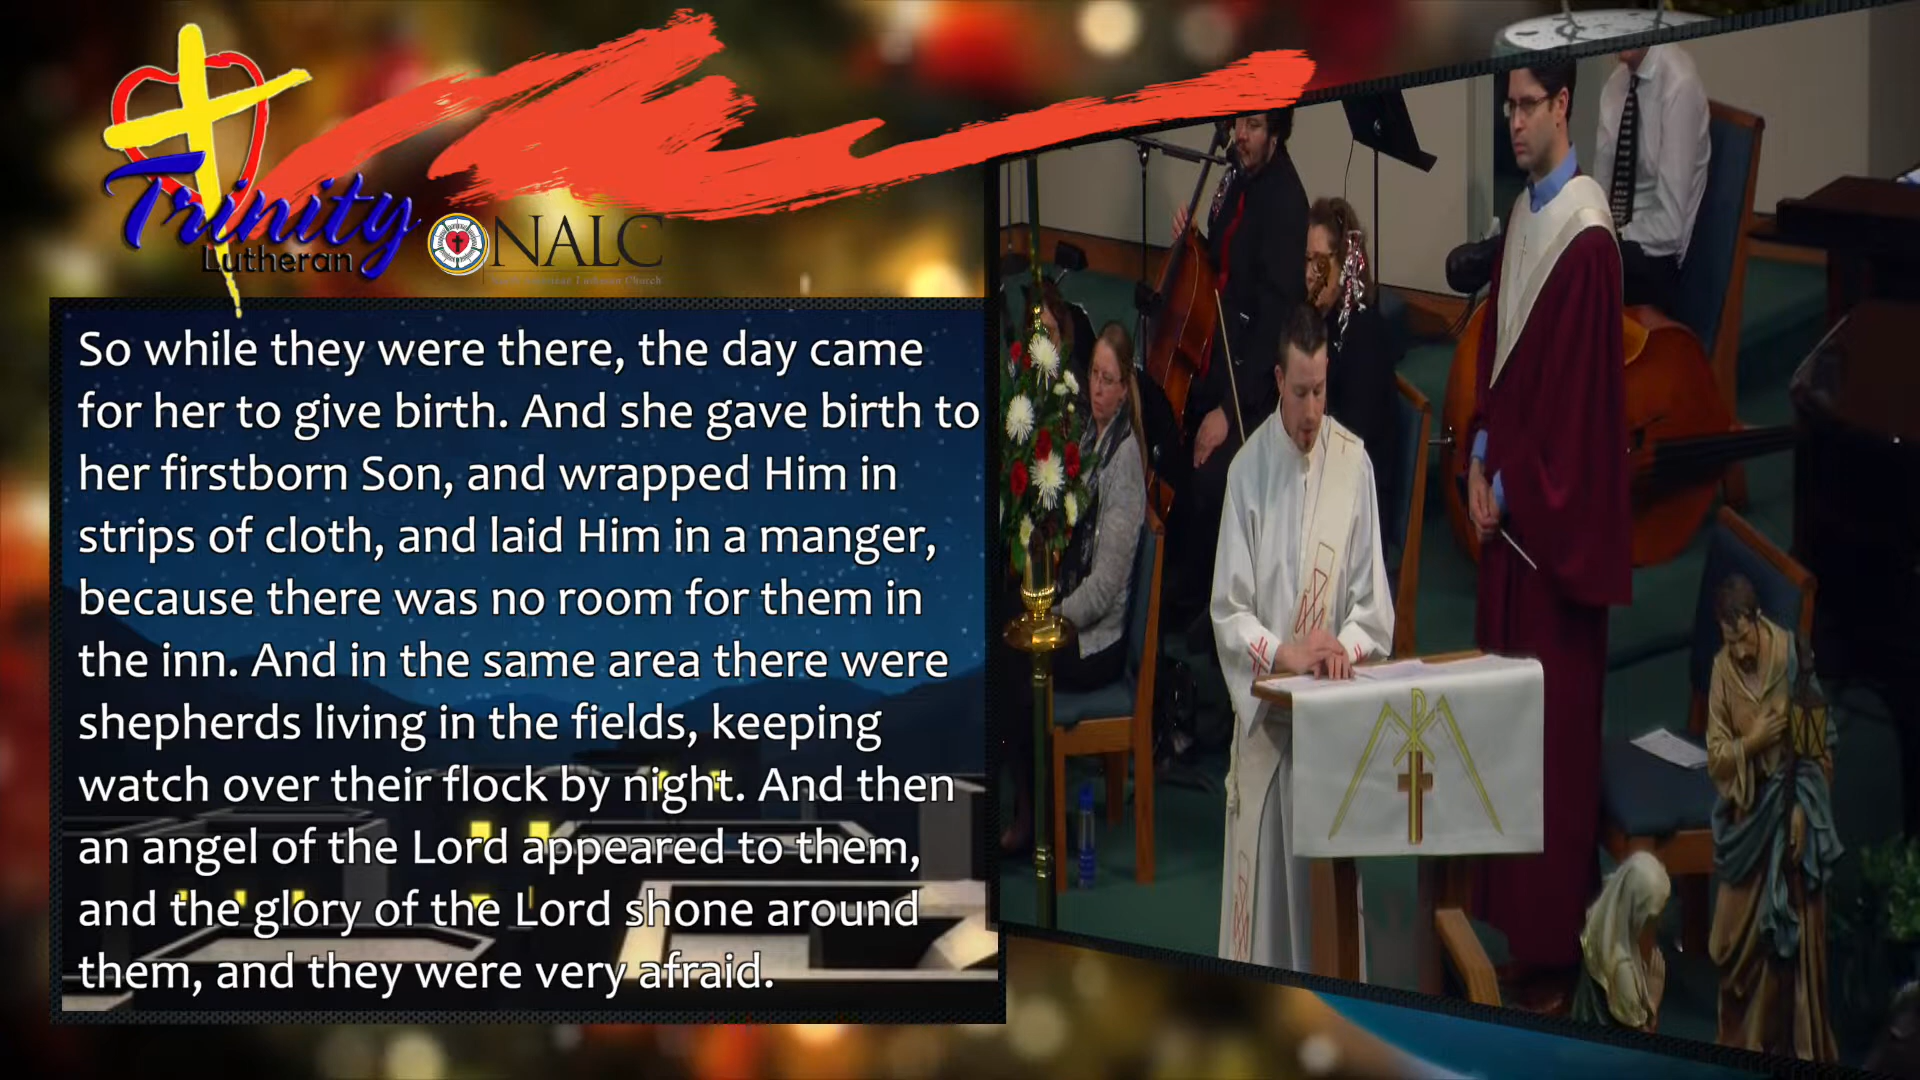 Trinity
Lutheran
NALC
North American Lutheran Church
So while they were there, the day came
for her to give birth. And she gave birth to
her firstborn Son, and wrapped Him in
strips of cloth, and laid Him in a manger,
because there was no room for them in
the inn. And in the same area there were
shepherds living in the fields, keeping
watch over their flock by night. And then
an angel of the Lord appeared to them,
and the glory of the Lord shone around
them, and they were very afraid.